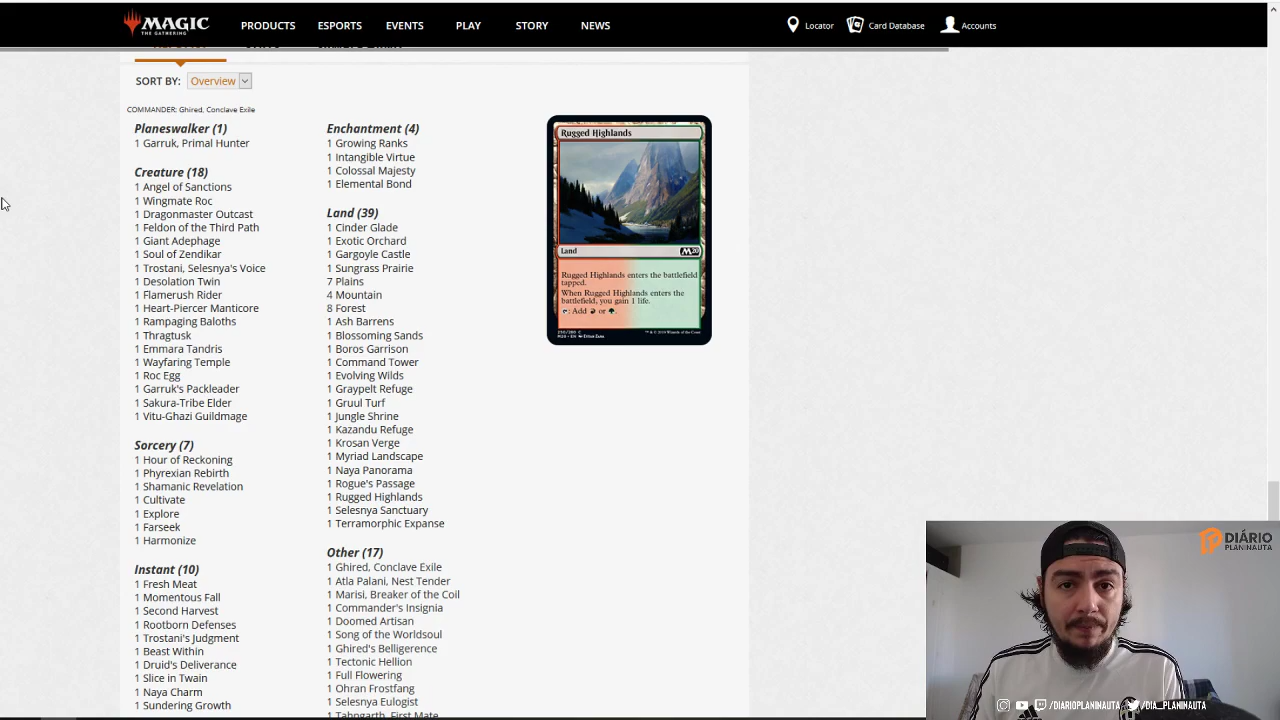 MAGIC
THE GATHERING
PRODUCTS
ESPORTS
EVENTS
PLAY
STORY
NEWS
Locator
Card Database
Accounts
SORT BY:
Overview
COMMANDER: Ghired, Conclave Exile
Planeswalker (1)
1 Garruk, Primal Hunter
Creature (18)
1 Angel of Sanctions
1 Wingmate Roc
1 Dragonmaster Outcast
1 Feldon of the Third Path
1 Giant Adephage
1 Soul of Zendikar
1 Trostani, Selesnya's Voice
1 Desolation Twin
1 Flamerush Rider
1 Heart-Piercer Manticore
1 Rampaging Baloths
1 Thragtusk
1 Emmara Tandris
1 Wayfaring Temple
1 Roc Egg
1 Garruk's Packleader
1 Sakura-Tribe Elder
1 Vitu-Ghazi Guildmage
Sorcery (7)
1 Hour of Reckoning
1 Phyrexian Rebirth
1 Shamanic Revelation
1 Cultivate
1 Explore
1 Farseek
1 Harmonize
Instant (10)
1 Fresh Meat
1 Momentous Fall
1 Second Harvest
1 Rootborn Defenses
1 Trostani's Judgment
1 Beast Within
1 Druid's Deliverance
1 Slice in Twain
1 Naya Charm
1 Sundering Growth
Enchantment (4)
1 Growing Ranks
1 Intangible Virtue
1 Colossal Majesty
1 Elemental Bond
Land (39)
1 Cinder Glade
1 Exotic Orchard
1 Gargoyle Castle
1 Sungrass Prairie
7 Plains
4 Mountain
8 Forest
1 Ash Barrens
1 Blossoming Sands
1 Boros Garrison
1 Command Tower
1 Evolving Wilds
1 Graypelt Refuge
1 Gruul Turf
1 Jungle Shrine
1 Kazandu Refuge
1 Krosan Verge
1 Myriad Landscape
1 Naya Panorama
1 Rogue's Passage
1 Rugged Highlands
1 Selesnya Sanctuary
1 Terramorphic Expanse
Other (17)
1 Ghired, Conclave Exile
1 Atla Palani, Nest Tender
1 Marisi, Breaker of the Coil
1 Commander's Insignia
1 Doomed Artisan
1 Song of the Worldsoul
1 Ghired's Belligerence
1 Tectonic Hellion
1 Full Flowering
1 Ohran Frostfang
1 Selesnya Eulogist
1 Tahngarth, First Mate
Rugged Highlands
Land
M20
Rugged Highlands enters the battlefield
tapped.
When Rugged Highlands enters the
battlefield, you gain 1 life.
: Add or .
DIÁRIO
PLANINAUTA
/DIARIOPLANINAUTA
/DIA_PLANINAUTA